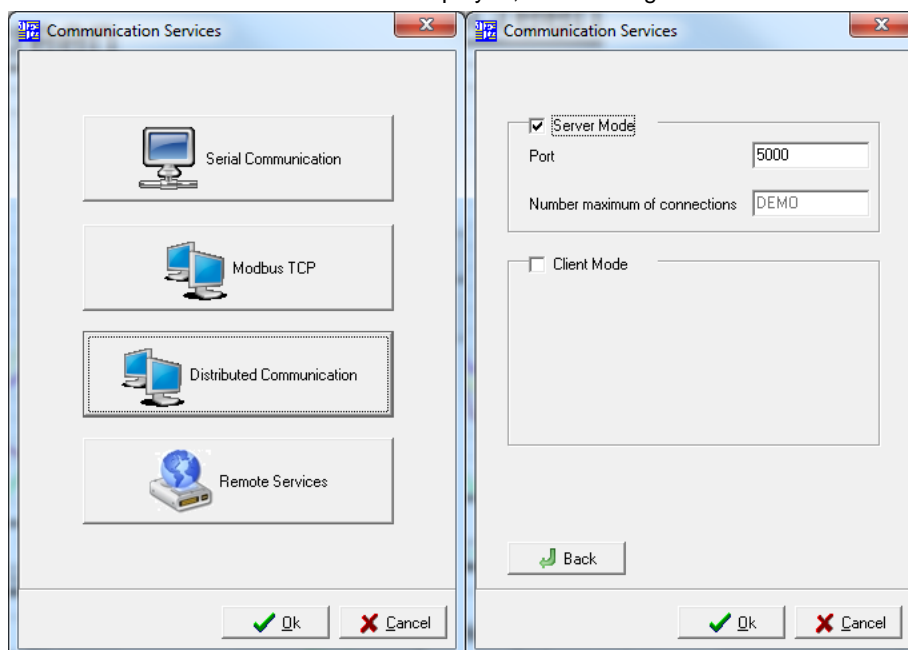 Communication Services
Serial Communication
Modbus TCP
Distributed Communication
Remote Services
Ok
Cancel
Communication Services
Server Mode
Port
5000
Number maximum of connections
DEMO
Client Mode
Back
Ok
Cancel